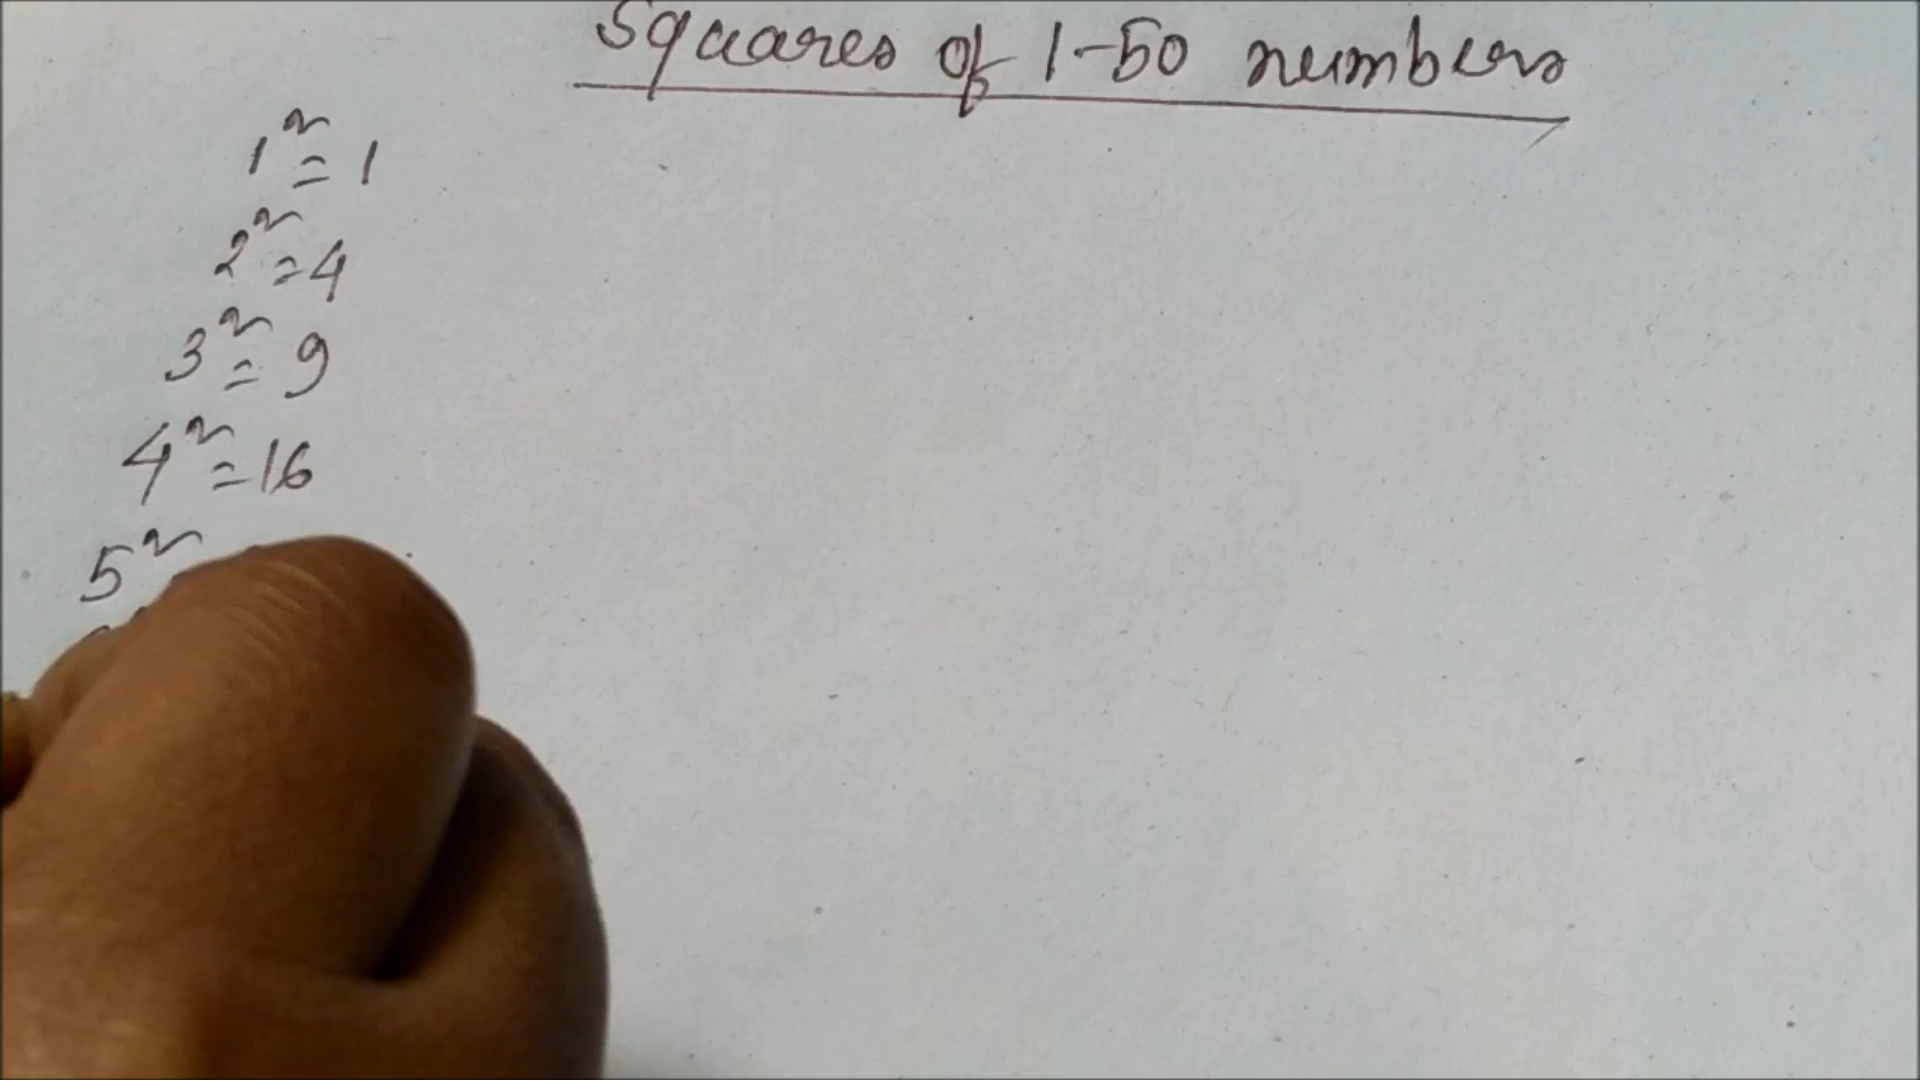 Squares of 1-50 numbers
1² = 1
2² = 4
3² = 9
4² = 16
5²